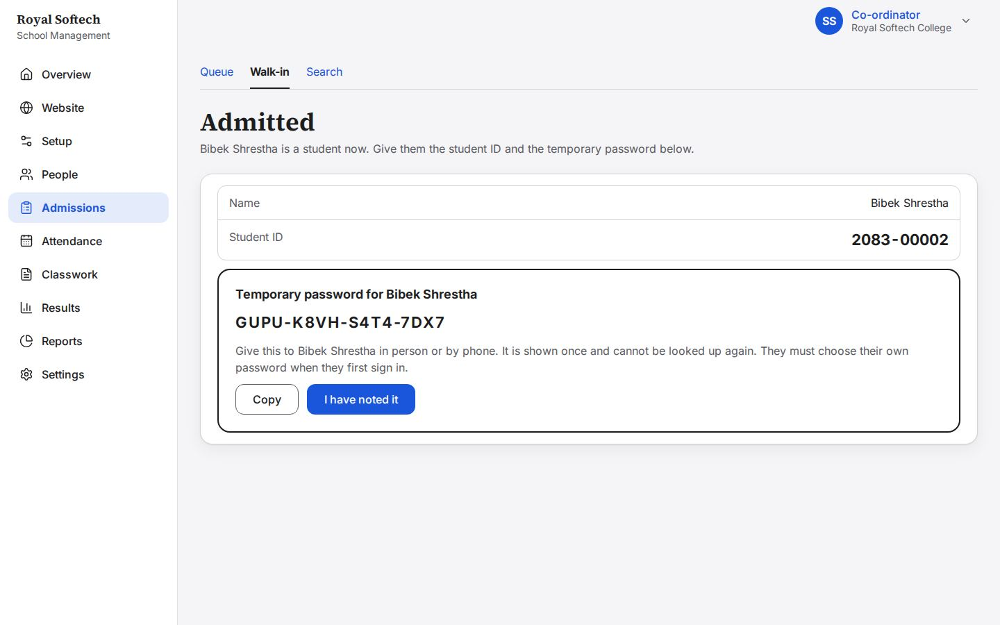 Royal Softech
School Management
SS
Co-ordinator
Royal Softech College
Overview
Website
Setup
People
Admissions
Attendance
Classwork
Results
Reports
Settings
Queue
Walk-in
Search
Admitted
Bibek Shrestha is a student now. Give them the student ID and the temporary password below.
Name
Bibek Shrestha
Student ID
2083-00002
Temporary password for Bibek Shrestha
GUPU-K8VH-S4T4-7DX7
Give this to Bibek Shrestha in person or by phone. It is shown once and cannot be looked up again. They must choose their own
password when they first sign in.
Copy
I have noted it